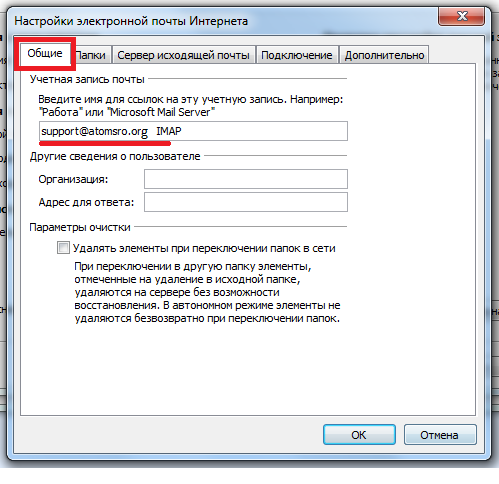 Настройки электронной почты Интернета
Общие Папки Сервер исходящей почты Подключение Дополнительно
Учетная запись почты
Введите имя для ссылок на эту учетную запись. Например:
"Работа" или "Microsoft Mail Server"
support@atomsro.org IMAP
Другие сведения о пользователе
Организация:
Адрес для ответа:
Параметры очистки
Удалять элементы при переключении папок в сети
При переключении в другую папку элементы,
отмеченные на удаление в исходной папке,
удаляются на сервере без возможности
восстановления. В автономном режиме элементы не
удаляются безвозвратно при переключении папок.
ОК Отмена